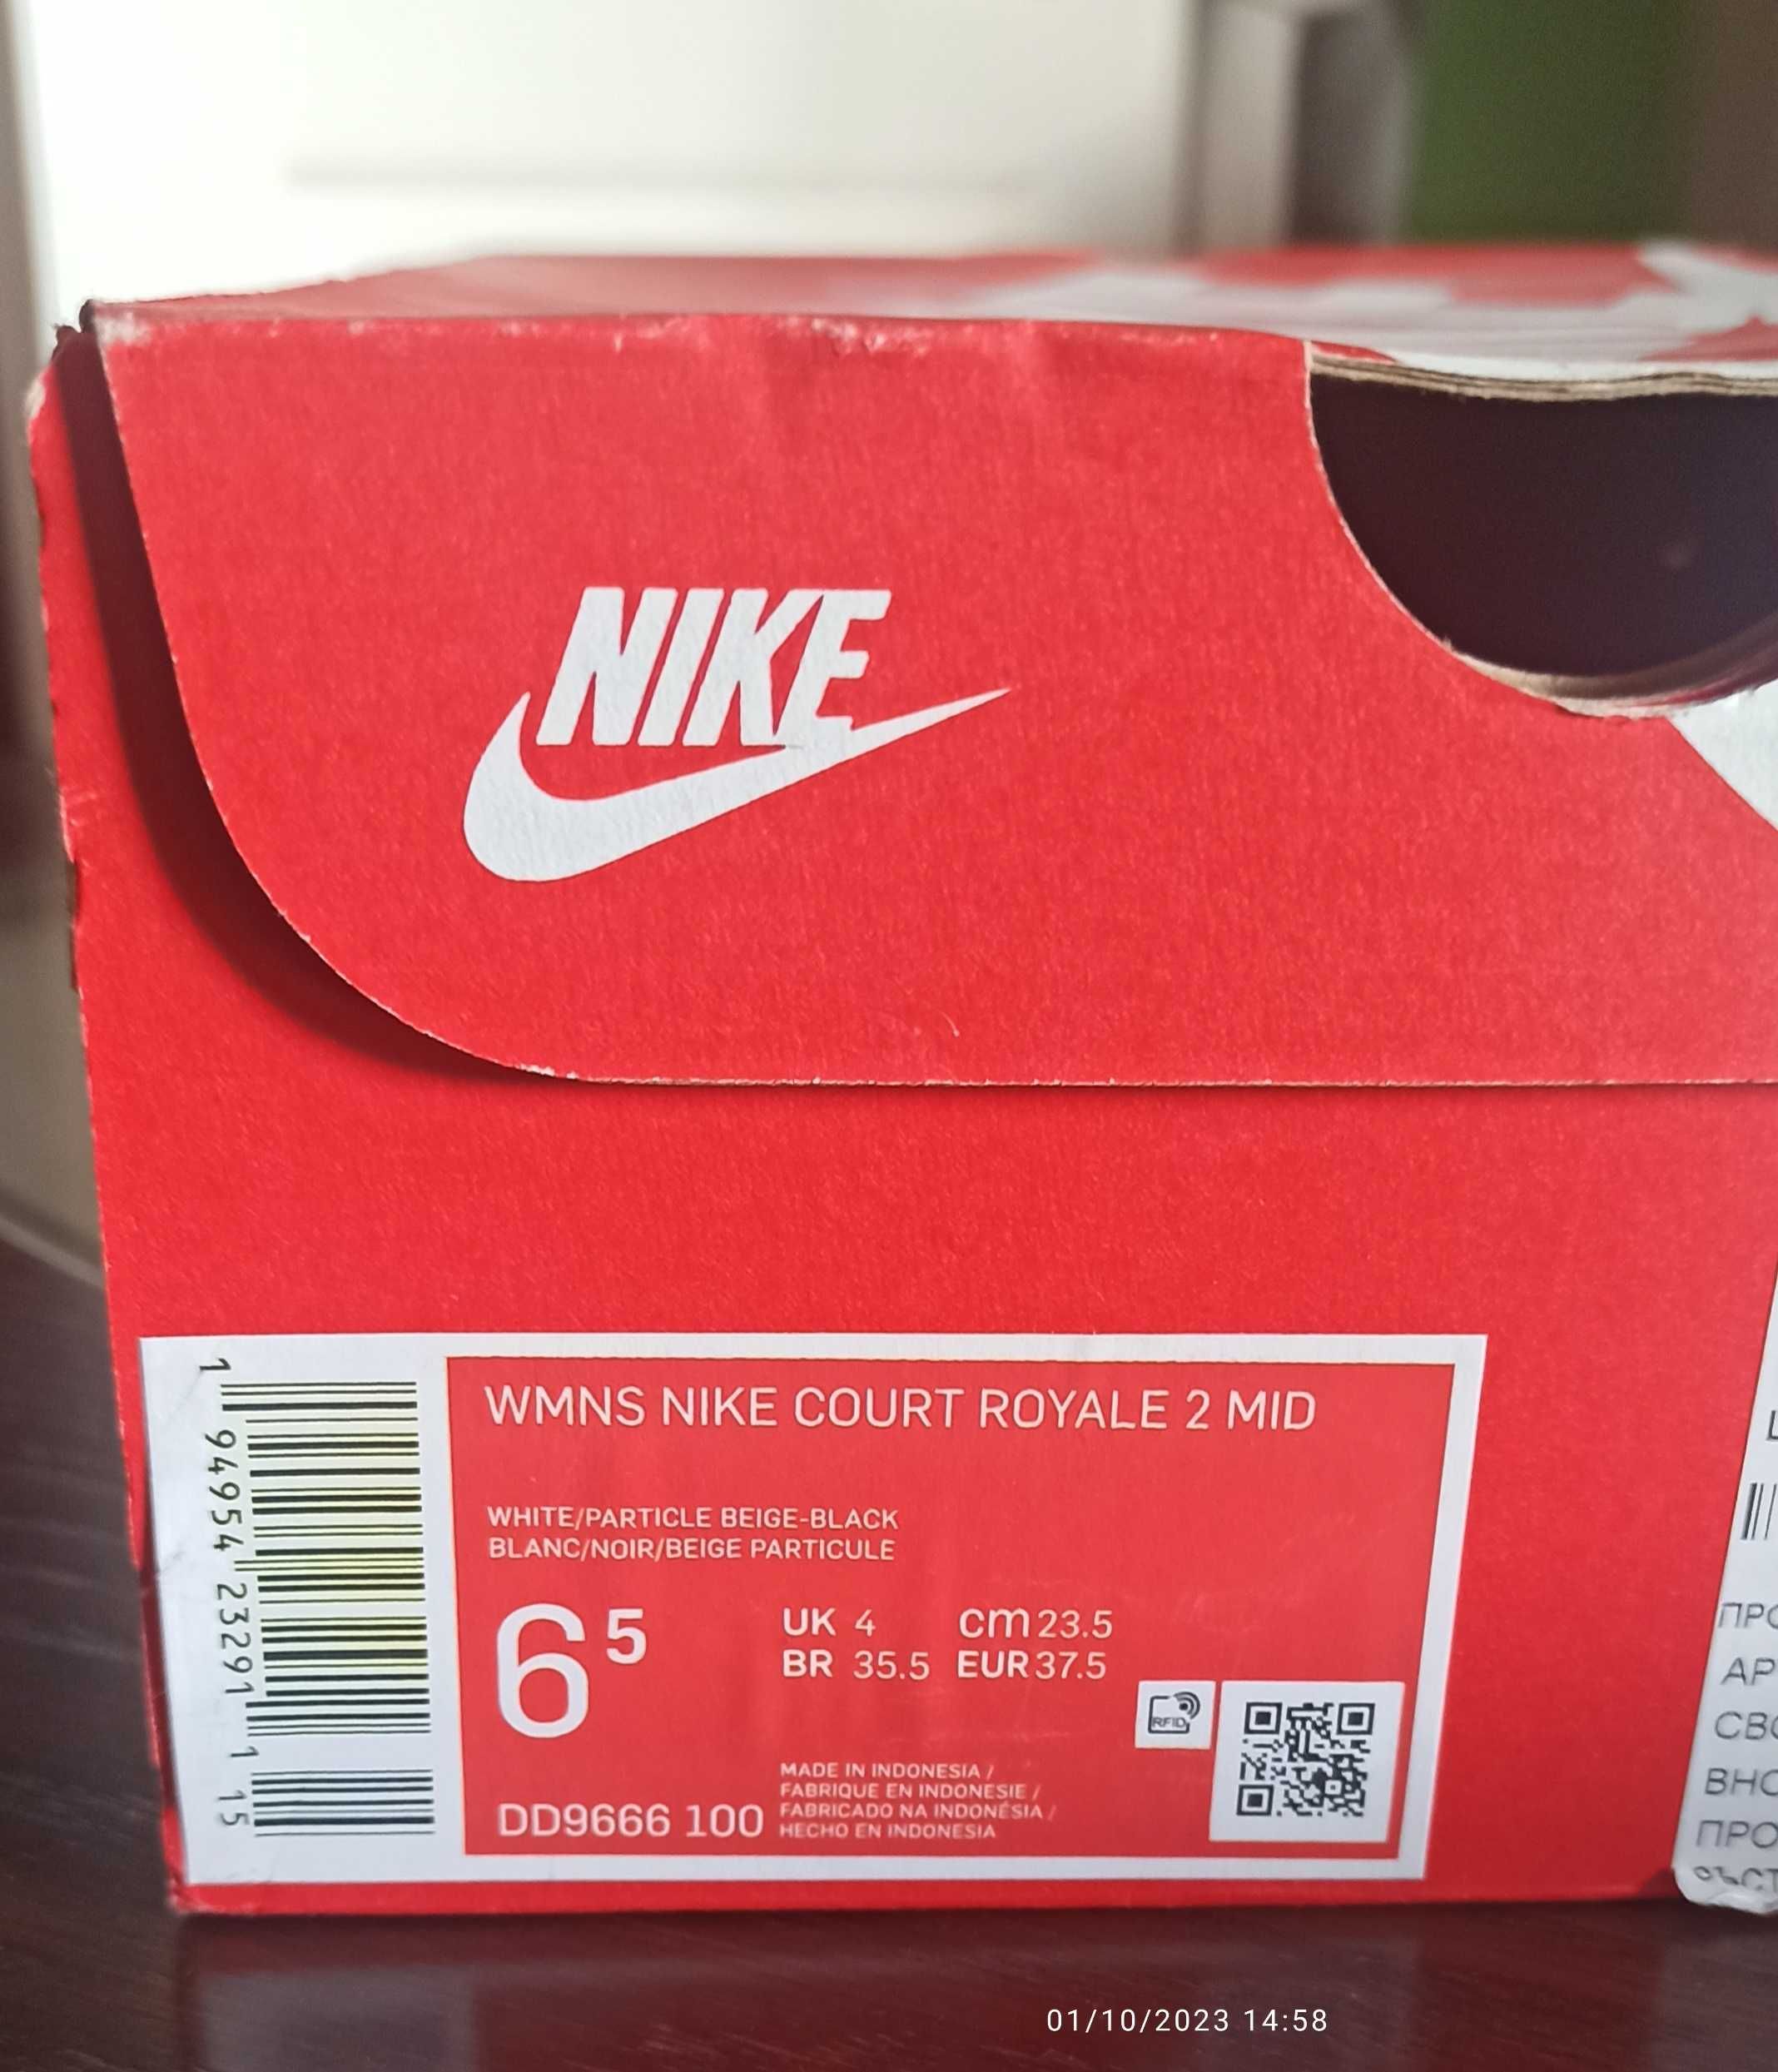 NIKE
WMNS NIKE COURT ROYALE 2 MID
WHITE/PARTICLE BEIGE-BLACK
BLANC/NOIR/BEIGE PARTICULE
6 5
UK 4 cm 23.5
BR 35.5 EUR 37.5
RFID
MADE IN INDONESIA /
FABRIQUE EN INDONESIE /
FABRICADO NA INDONÉSIA /
HECHO EN INDONESIA
DD9666 100
1 94954 23291 1 15
01/10/2023 14:58